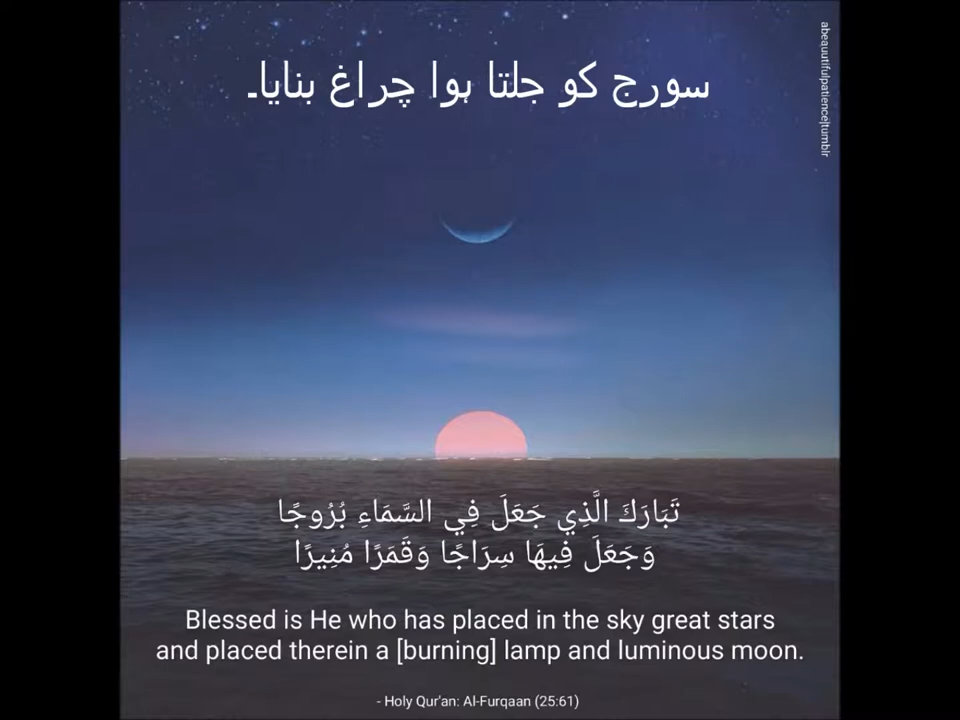 سورج کو جلتا ہوا چراغ بنایا۔
abeauutifulpatience|tumblr
تَبَارَكَ الَّذِي جَعَلَ فِي السَّمَاءِ بُرُوجًا
وَجَعَلَ فِيهَا سِرَاجًا وَقَمَرًا مُنِيرًا
Blessed is He who has placed in the sky great stars
and placed therein a [burning] lamp and luminous moon.
- Holy Qur'an: Al-Furqaan (25:61)